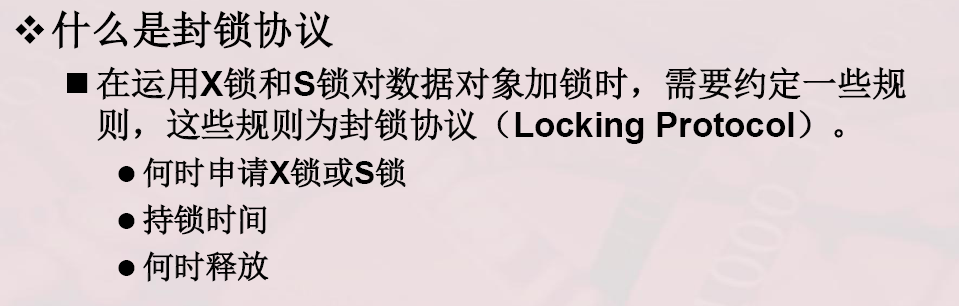 ❖什么是封锁协议
■在运用X锁和S锁对数据对象加锁时，需要约定一些规
则，这些规则为封锁协议（Locking Protocol）。
●何时申请X锁或S锁
●持锁时间
●何时释放